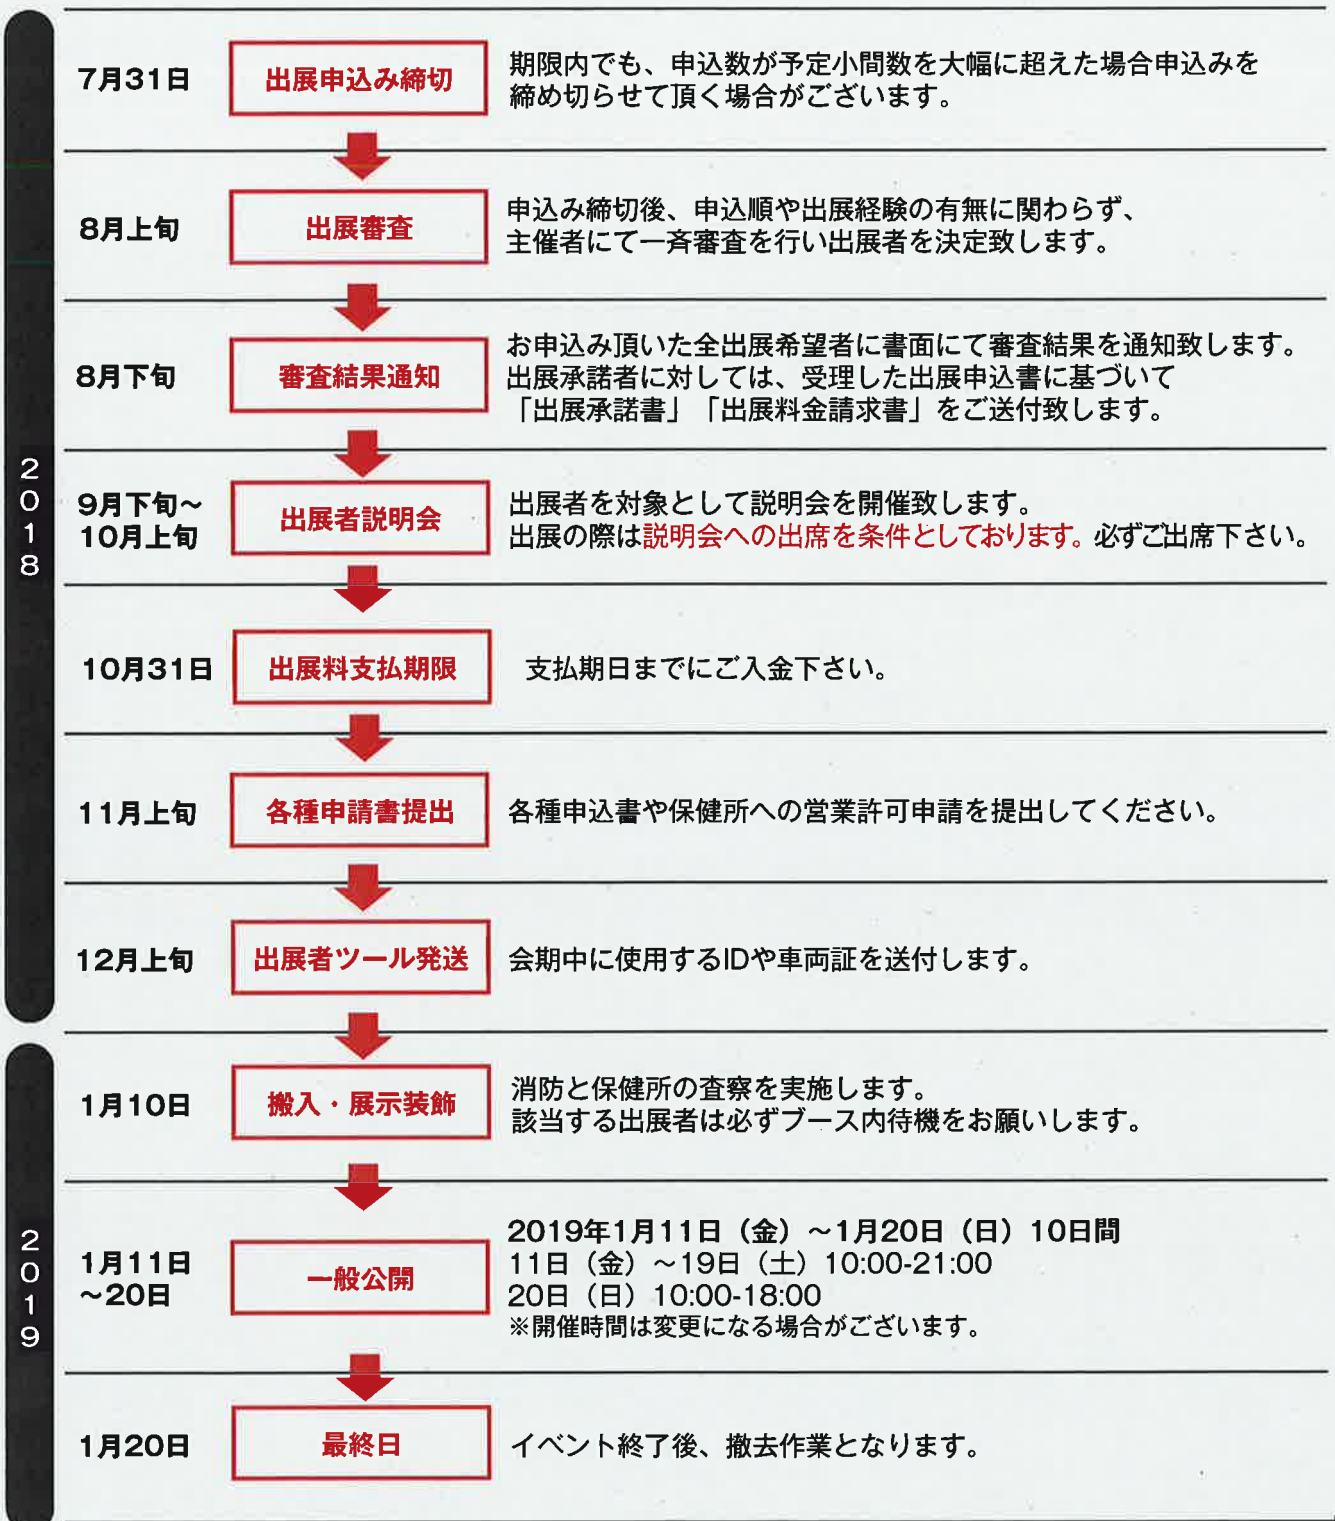 2018
7月31日
出展申込み締切
期限内でも、申込数が予定小間数を大幅に超えた場合申込みを
締め切らせて頂く場合がございます。
8月上旬
出展審査
申込み締切後、申込順や出展経験の有無に関わらず、
主催者にて一斉審査を行い出展者を決定致します。
8月下旬
審査結果通知
お申込み頂いた全出展希望者に書面にて審査結果を通知致します。
出展承諾者に対しては、受理した出展申込書に基づいて
「出展承諾書」「出展料金請求書」をご送付致します。
9月下旬～
10月上旬
出展者説明会
出展者を対象として説明会を開催致します。
出展の際は説明会への出席を条件としております。必ずご出席下さい。
10月31日
出展料支払期限
支払期日までにご入金下さい。
11月上旬
各種申請書提出
各種申込書や保健所への営業許可申請を提出してください。
12月上旬
出展者ツール発送
会期中に使用するIDや車両証を送付します。
2019
1月10日
搬入・展示装飾
消防と保健所の査察を実施します。
該当する出展者は必ずブース内待機をお願いします。
1月11日
～20日
一般公開
2019年1月11日（金）～1月20日（日）10日間
11日（金）～19日（土）10:00-21:00
20日（日）10:00-18:00
※開催時間は変更になる場合がございます。
1月20日
最終日
イベント終了後、撤去作業となります。